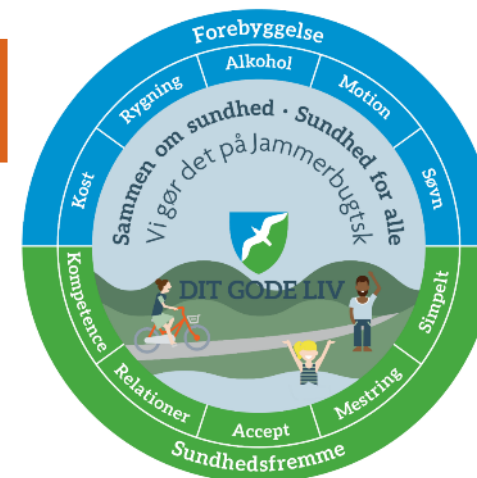 Forebyggelse
Kost
Rygning
Alkohol
Motion
Søvn
Sammen om sundhed · Sundhed for alle
Vi gør det på Jammerbugtsk
DIT GODE LIV
Kompetence
Relationer
Accept
Mestring
Simpelt
Sundhedsfremme